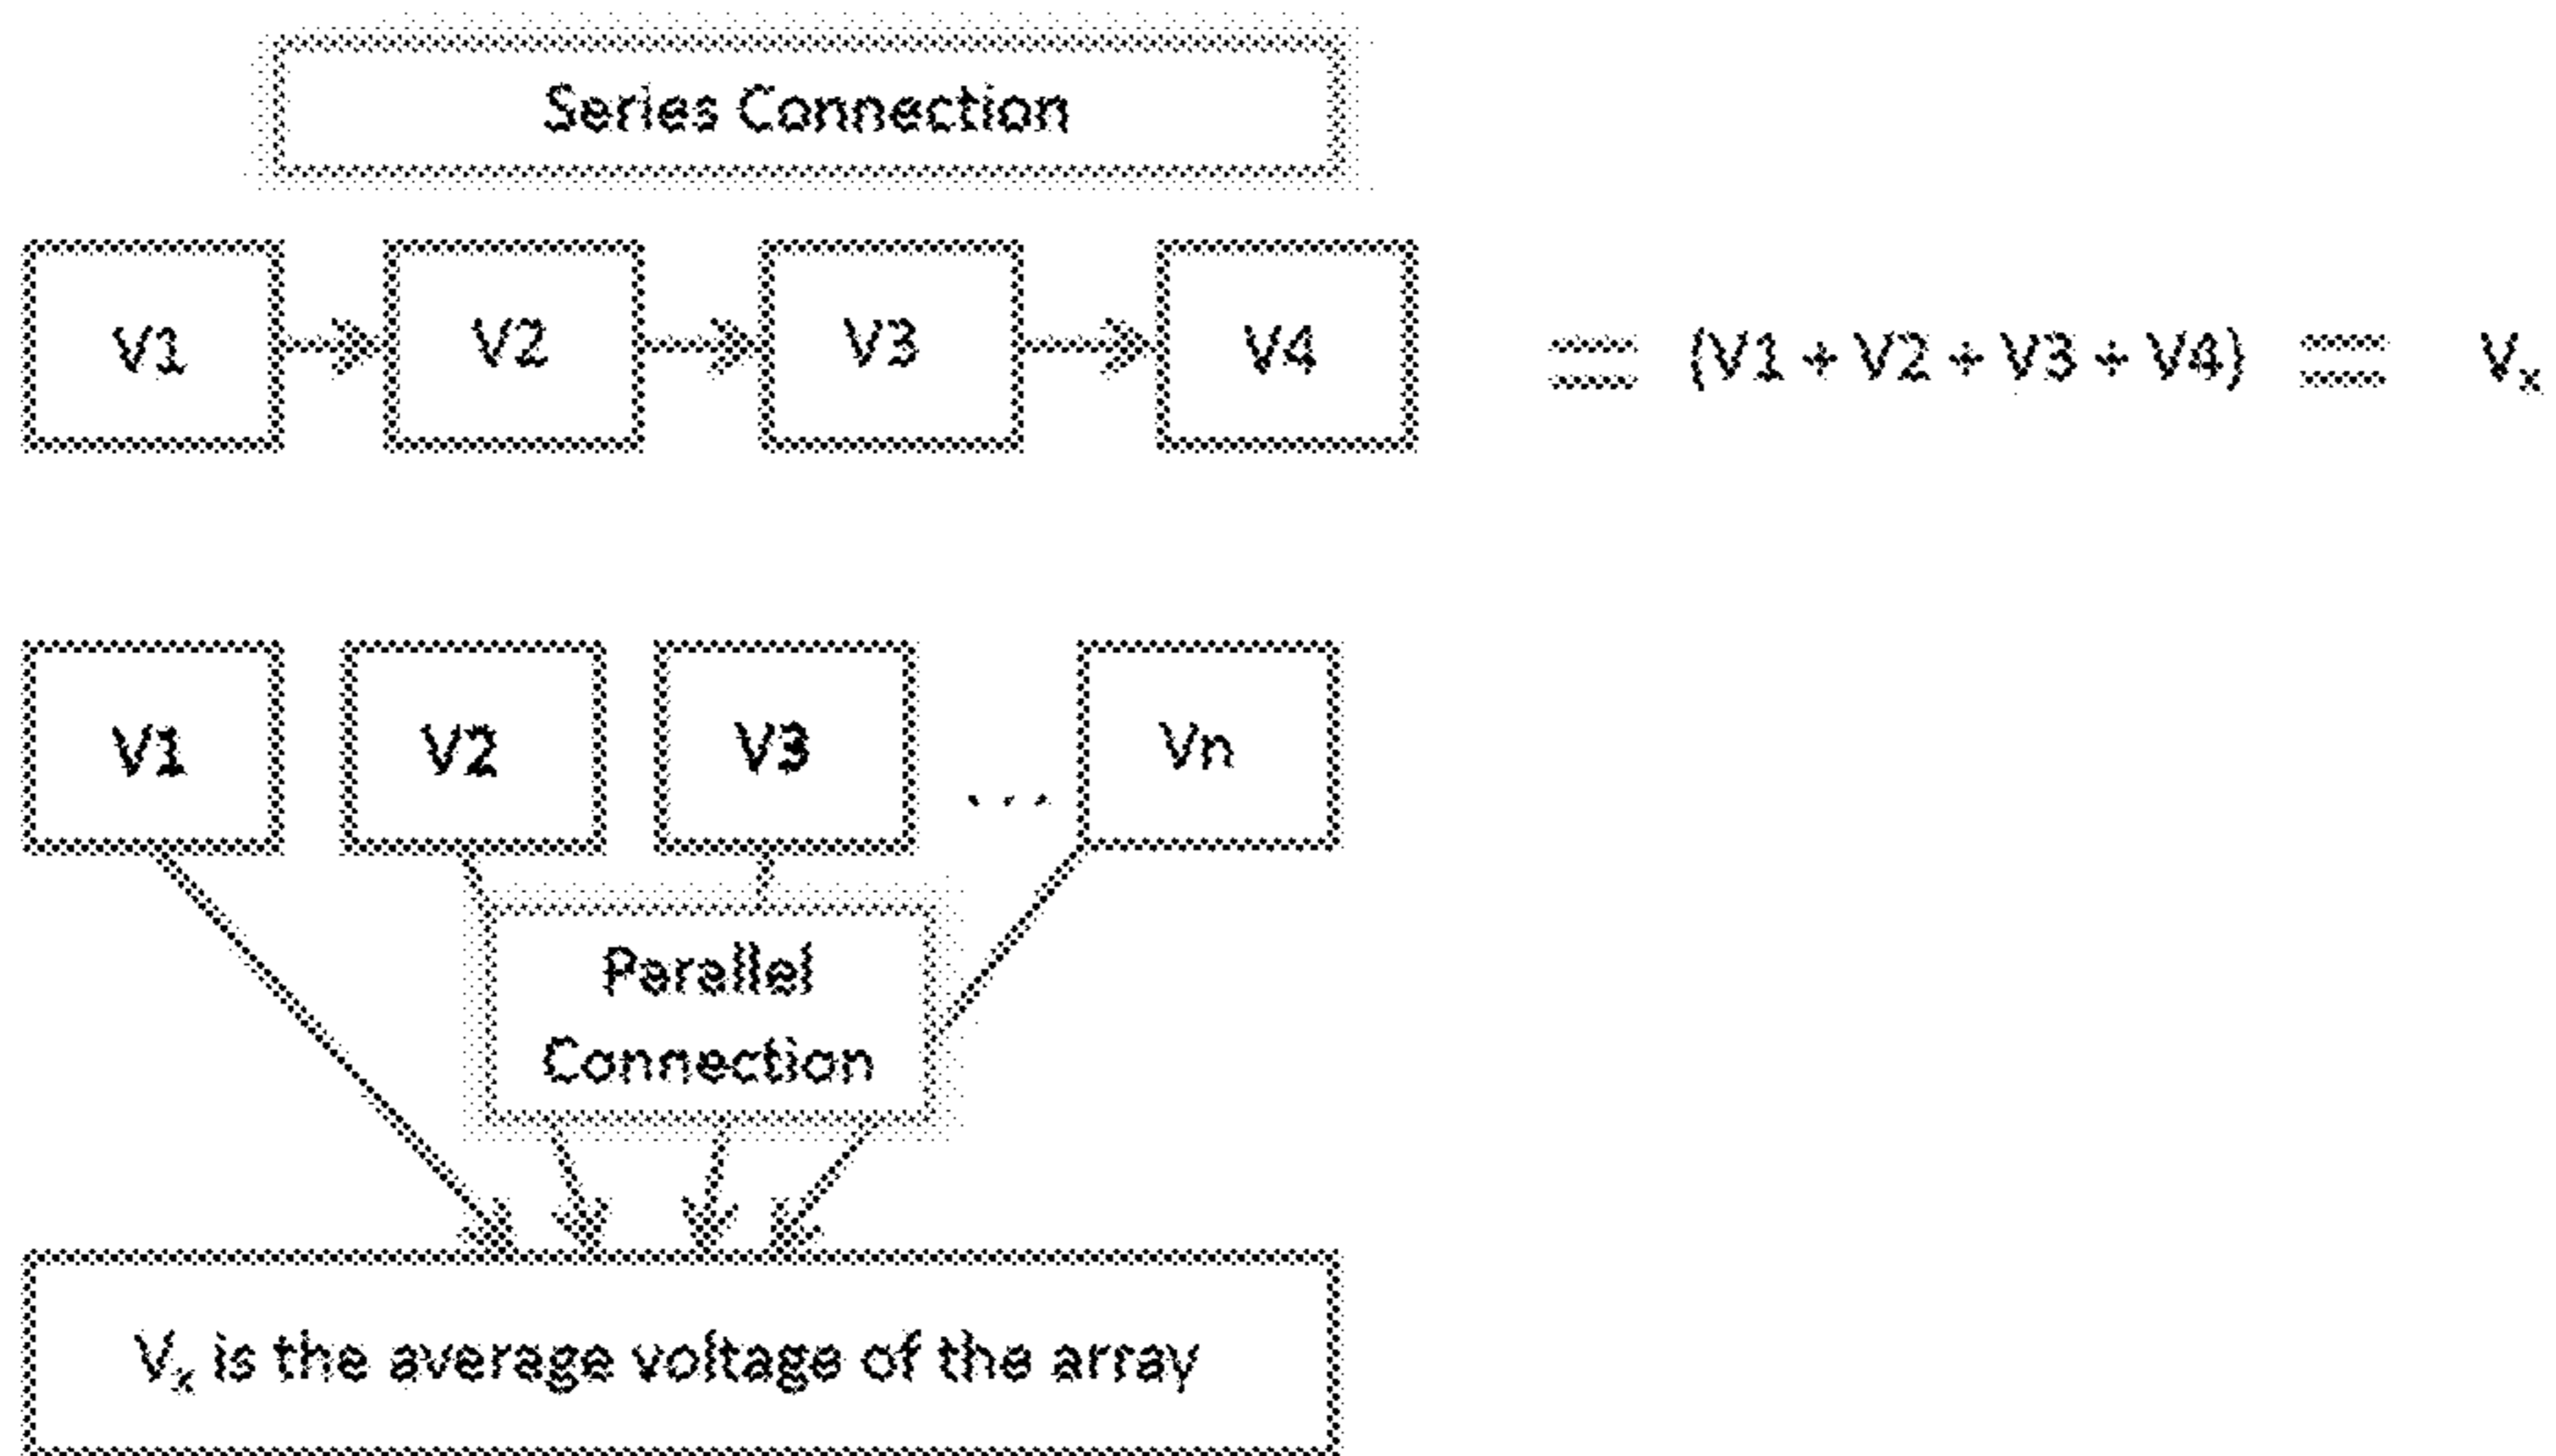 Series Connection
V1 V2 V3 V4 = (V1 + V2 + V3 + V4) = Vₓ
V1 V2 V3 ... Vn
Parallel
Connection
Vₓ is the average voltage of the array